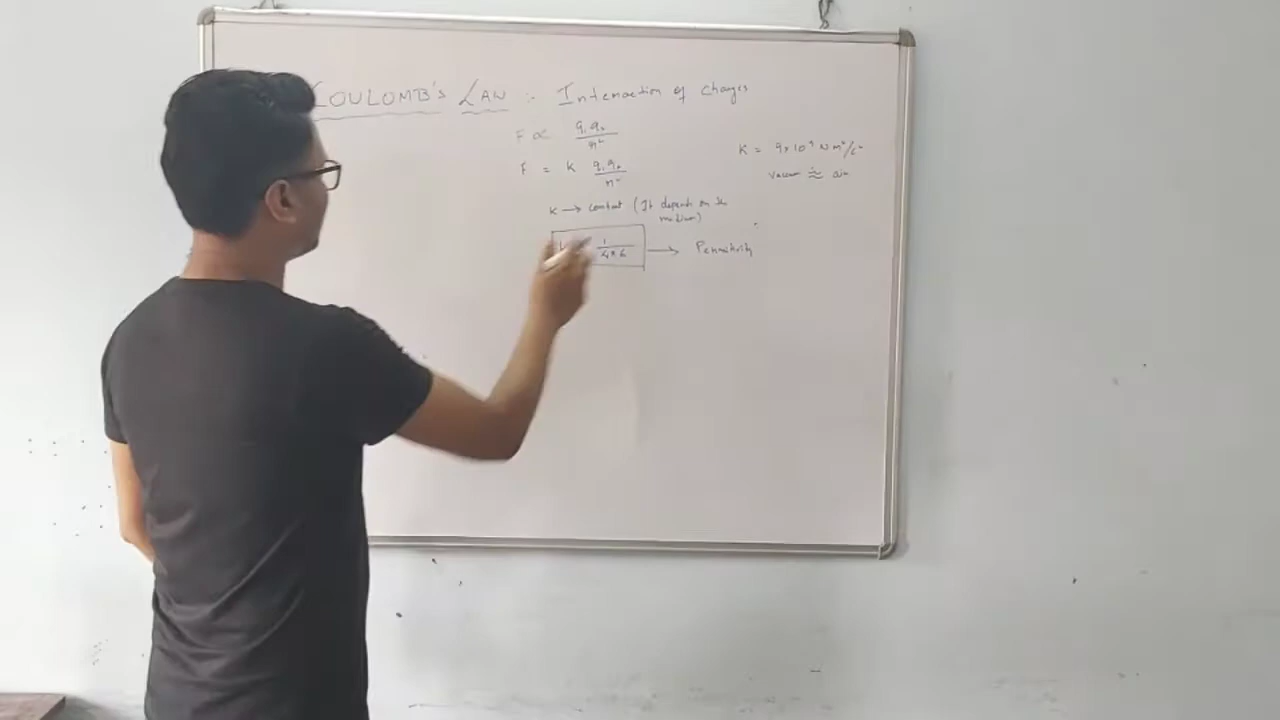 COULOMB'S LAW :- Interaction of charges
F ∝ q₁q₂/r²
F = K q₁q₂/r²
K = 9×10⁹ Nm²/c²
vacuum ≈ air
K → constant (It depends on the medium)
1/4πε → Permitivity